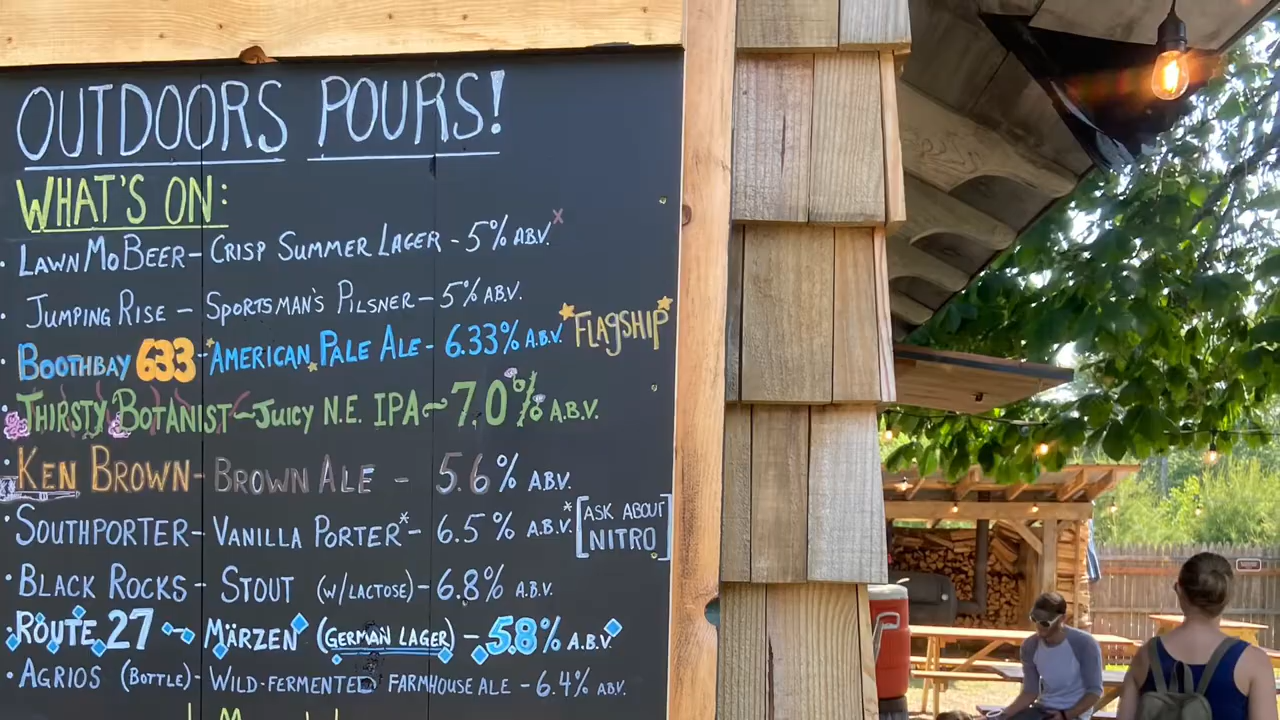 OUTDOORS POURS!
WHAT'S ON:
• LAWN MO BEER – CRISP SUMMER LAGER – 5% A.B.V.
• JUMPING RISE – SPORTSMAN'S PILSNER – 5% A.B.V.
• BOOTHBAY 633 – AMERICAN PALE ALE – 6.33% A.B.V. FLAGSHIP
THIRSTY BOTANIST – JUICY N.E. IPA ~ 7.0% A.B.V.
• KEN BROWN – BROWN ALE – 5.6% A.B.V.
• SOUTHPORTER – VANILLA PORTER* – 6.5% A.B.V. *[ASK ABOUT NITRO]
• BLACK ROCKS – STOUT (W/LACTOSE) – 6.8% A.B.V.
• ROUTE 27 – MÄRZEN (GERMAN LAGER) – 5.8% A.B.V.
• AGRIOS (BOTTLE) – WILD-FERMENTED FARMHOUSE ALE – 6.4% ABV.